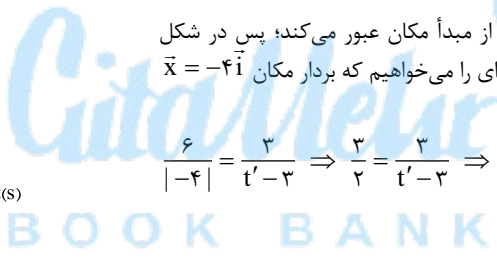 از مبدأ مکان عبور می‌کند؛ پس در شکل
ای را می‌خواهیم که بردار مکان x⃗ = −۴i⃗
۶/|−۴| = ۳/(t′−۳) ⇒ ۳/۲ = ۳/(t′−۳) ⇒
(s)
BOOK BANK